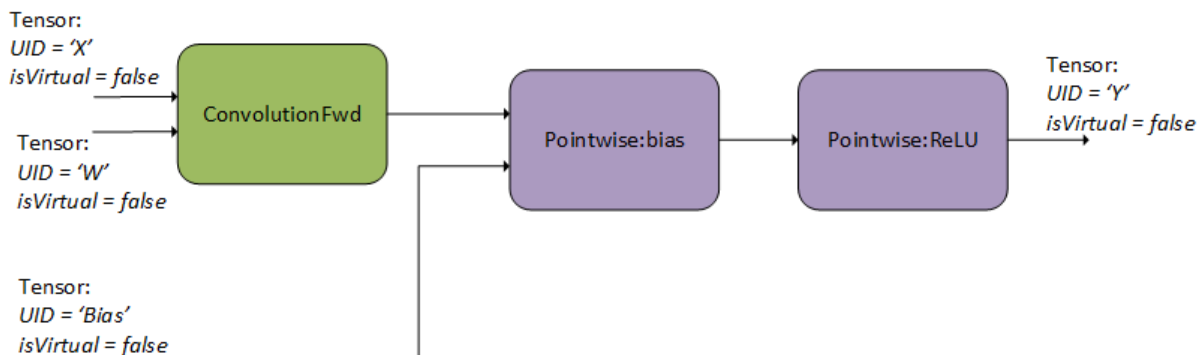 Tensor:
UID = ‘X’
isVirtual = false
ConvolutionFwd
Tensor:
UID = ‘W’
isVirtual = false
Pointwise:bias
Pointwise:ReLU
Tensor:
UID = ‘Y’
isVirtual = false
Tensor:
UID = ‘Bias’
isVirtual = false